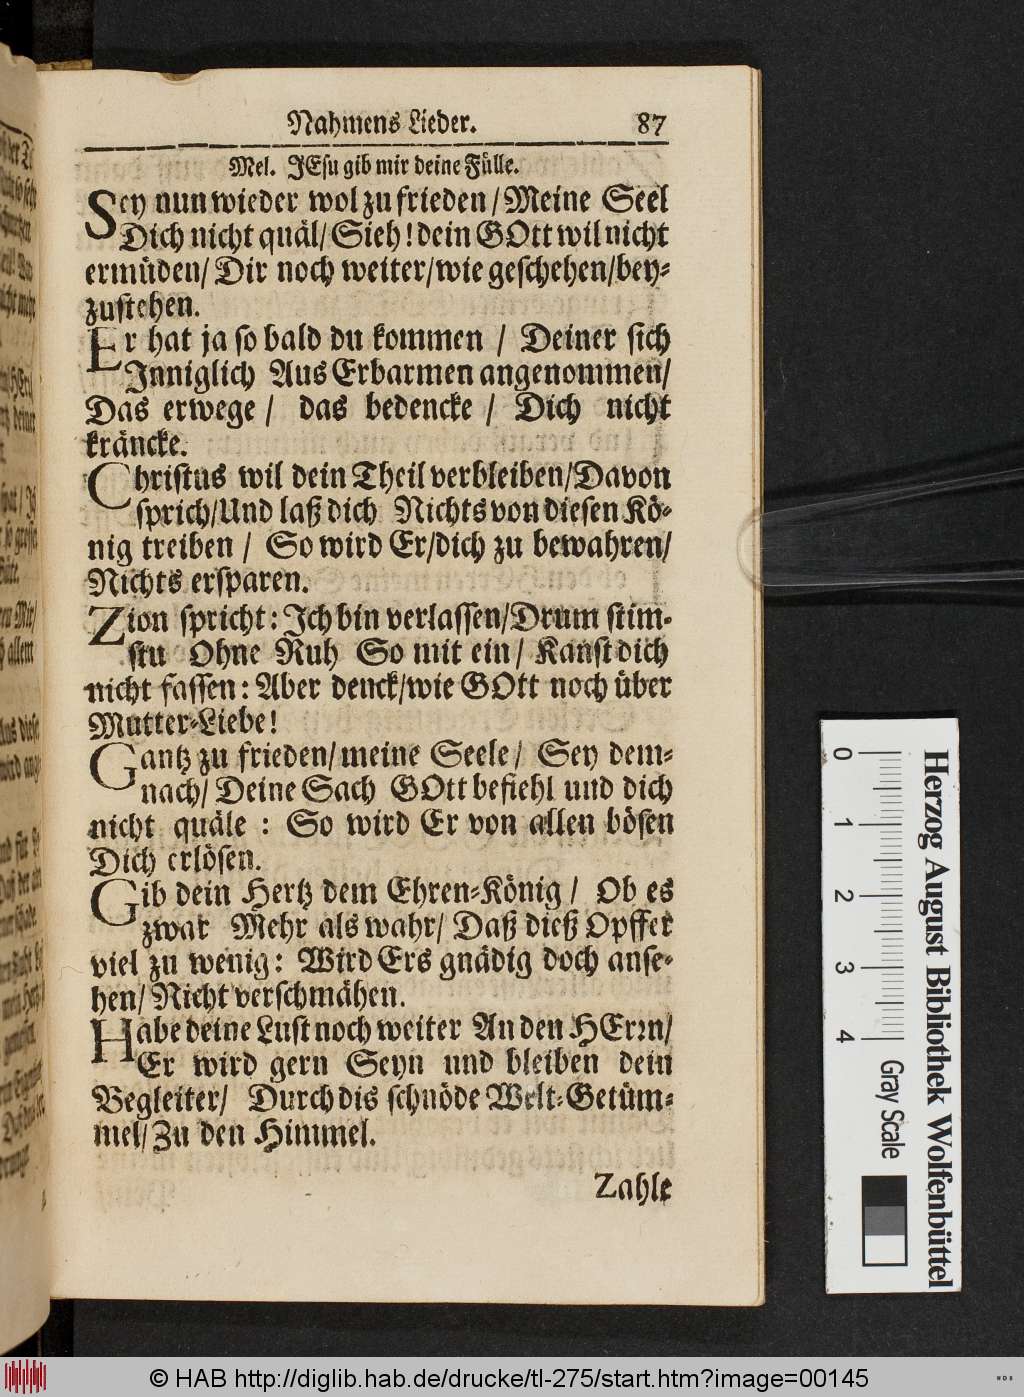 Nahmens Lieder. 87
Mel. JEsu gib mir deine Fülle.
Sey nun wieder wol zu frieden / Meine Seel
Dich nicht quäl / Sieh! dein GOtt wil nicht
ermüden / Dir noch weiter / wie geschehen / bey-
zustehen.
Er hat ja so bald du kommen / Deiner sich
Inniglich Aus Erbarmen angenommen /
Das erwege / das bedencke / Dich nicht
kräncke.
Christus wil dein Theil verbleiben / Davon
sprich / Und laß dich Nichts von diesen Kö-
nig treiben / So wird Er / dich zu bewahren /
Nichts ersparen.
Zion spricht: Ich bin verlassen / Drum stim-
stu Ohne Ruh So mit ein / Kanst dich
nicht fassen: Aber denck / wie GOtt noch über
Mutter-Liebe!
Gantz zu frieden / meine Seele / Sey dem-
nach / Deine Sach GOtt befiehl und dich
nicht quäle : So wird Er von allen bösen
Dich erlösen.
Gib dein Hertz dem Ehren-König / Ob es
zwar Mehr als wahr / Daß dieß Opffer
viel zu wenig: Wird Ers gnädig doch anse-
hen / Nicht verschmähen.
Habe deine Lust noch weiter An den HErrn /
Er wird gern Seyn und bleiben dein
Begleiter / Durch dis schnöde Welt-Getüm-
mel / Zu den Himmel.
Zahle
0 1 2 3 4 Gray Scale
Herzog August Bibliothek Wolfenbüttel
© HAB http://diglib.hab.de/drucke/tl-275/start.htm?image=00145